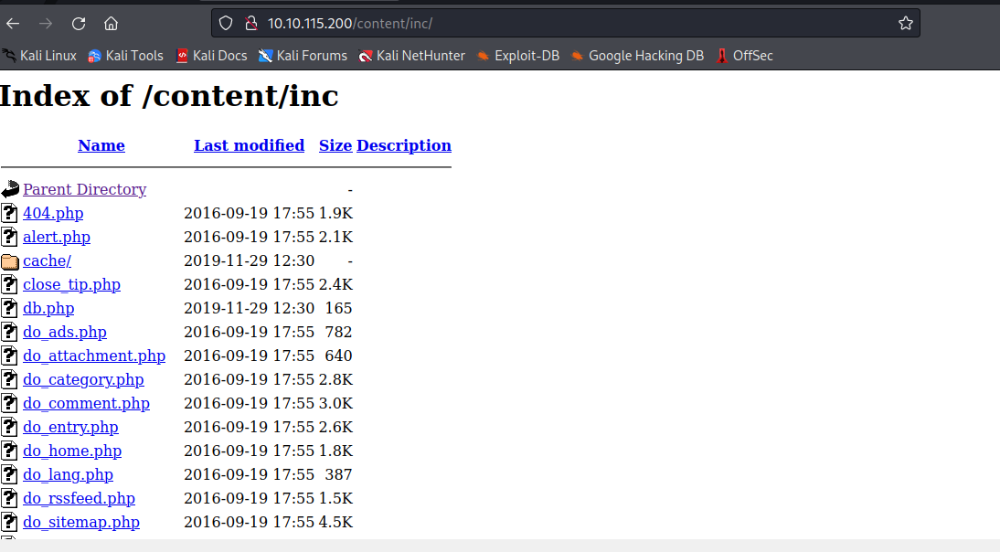 10.10.115.200/content/inc/
Kali Linux Kali Tools Kali Docs Kali Forums Kali NetHunter Exploit-DB Google Hacking DB OffSec
Index of /content/inc
Name Last modified Size Description
Parent Directory -
404.php 2016-09-19 17:55 1.9K
alert.php 2016-09-19 17:55 2.1K
cache/ 2019-11-29 12:30 -
close_tip.php 2016-09-19 17:55 2.4K
db.php 2019-11-29 12:30 165
do_ads.php 2016-09-19 17:55 782
do_attachment.php 2016-09-19 17:55 640
do_category.php 2016-09-19 17:55 2.8K
do_comment.php 2016-09-19 17:55 3.0K
do_entry.php 2016-09-19 17:55 2.6K
do_home.php 2016-09-19 17:55 1.8K
do_lang.php 2016-09-19 17:55 387
do_rssfeed.php 2016-09-19 17:55 1.5K
do_sitemap.php 2016-09-19 17:55 4.5K